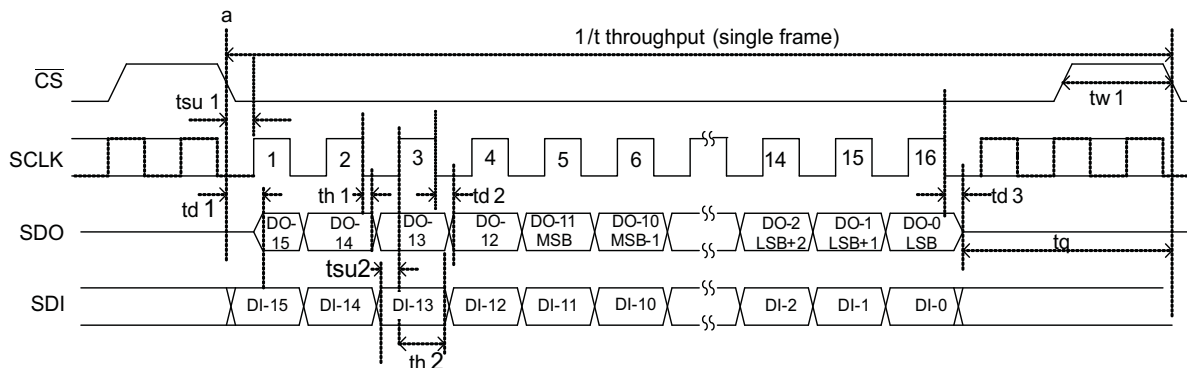 a
1/t throughput (single frame)
CS
tsu 1
tw 1
SCLK
1 2 3 4 5 6 14 15 16
td 1
th 1
td 2
td 3
SDO
DO-15
DO-14
DO-13
DO-12
DO-11 MSB
DO-10 MSB-1
DO-2 LSB+2
DO-1 LSB+1
DO-0 LSB
tq
tsu2
SDI
DI-15 DI-14 DI-13 DI-12 DI-11 DI-10 DI-2 DI-1 DI-0
th 2